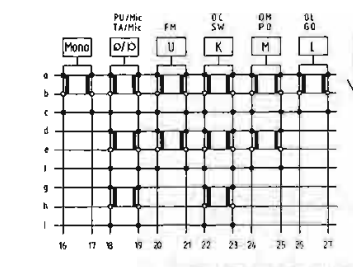 PU/Mic OC OM OL
TA/Mic FM SW PO GO
Mono U K M L
a
b
c
d
e
f
g
h
i
16 17 18 19 20 21 22 23 24 25 26 27